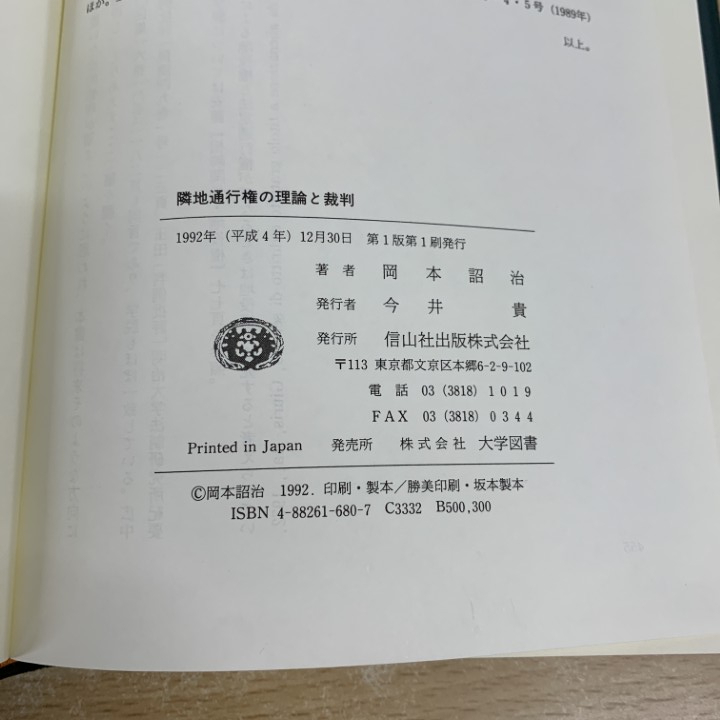 ほか。
4・5号（1989年）
以上。
隣地通行権の理論と裁判
1992年（平成4年）12月30日 第1版第1刷発行
著者 岡本詔治
発行者 今井貴
発行所 信山社出版株式会社
〒113 東京都文京区本郷6-2-9-102
電話 03（3818）1019
FAX 03（3818）0344
Printed in Japan 発売所 株式会社 大学図書
©岡本詔治 1992. 印刷・製本／勝美印刷・坂本製本
ISBN 4-88261-680-7 C3332 B500,300